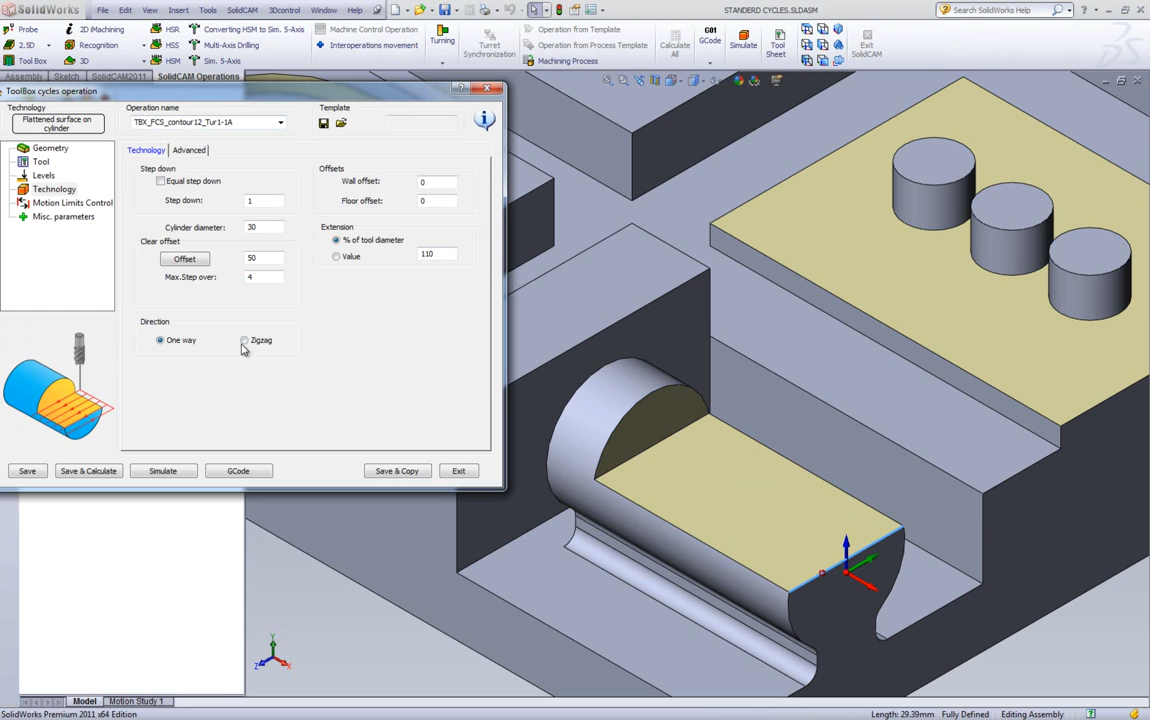 SolidWorks File Edit View Insert Tools SolidCAM 3Dcontrol Window Help STANDERD CYCLES.SLDASM Search SolidWorks Help
Probe 2D iMachining HSR Converting HSM to Sim. 5-Axis Machine Control Operation Operation from Template
2.5D Recognition HSS Multi-Axis Drilling Interoperations movement Turning Turret Synchronization Operation from Process Template Calculate All GCode Simulate Tool Sheet Exit SolidCAM
Tool Box 3D HSM Sim. 5-Axis Machining Process
Assembly Sketch SolidCAM2011 SolidCAM Operations
ToolBox cycles operation
Technology Operation name Template
Flattened surface on cylinder TBX_FCS_contour12_Tur1-1A
Geometry Technology Advanced
Tool Step down Offsets
Levels Equal step down Wall offset: 0
Technology Step down: 1 Floor offset: 0
Motion Limits Control
Misc. parameters
Cylinder diameter: 30 Extension
Clear offset % of tool diameter
Offset 50 Value 110
Max.Step over: 4
Direction
One way Zigzag
Save Save & Calculate Simulate GCode Save & Copy Exit
Y
Z X
Model Motion Study 1
SolidWorks Premium 2011 x64 Edition Length: 29.39mm Fully Defined Editing Assembly